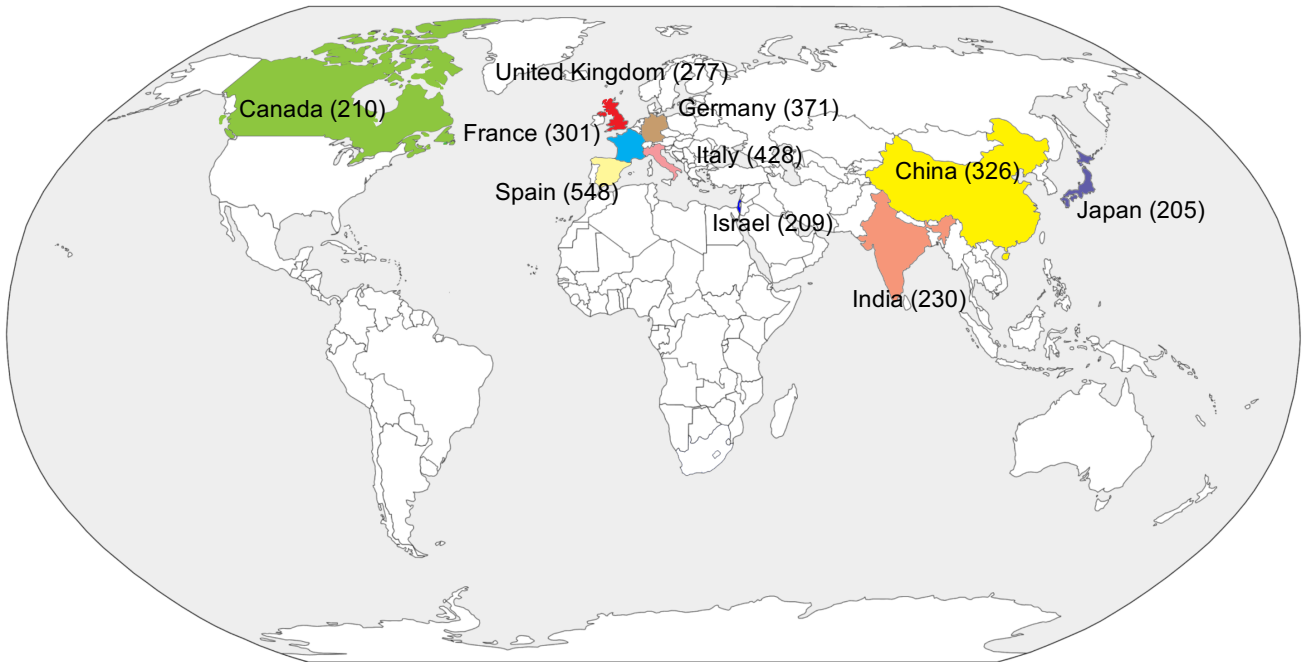 United Kingdom (277)
Canada (210)
Germany (371)
France (301)
Italy (428)
China (326)
Spain (548)
Japan (205)
Israel (209)
India (230)